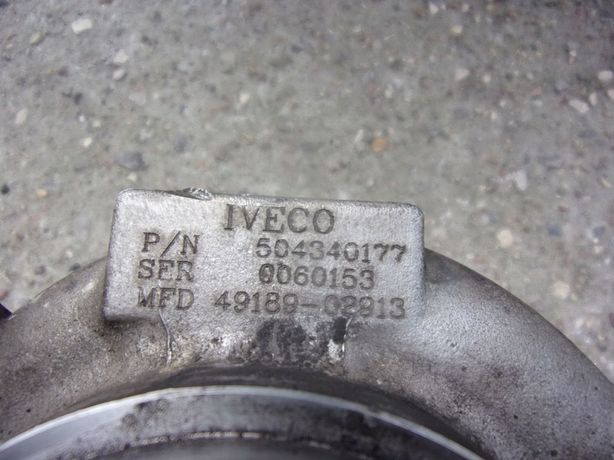 IVECO
P/N 504340177
SER 0060153
MFD 49189-02913